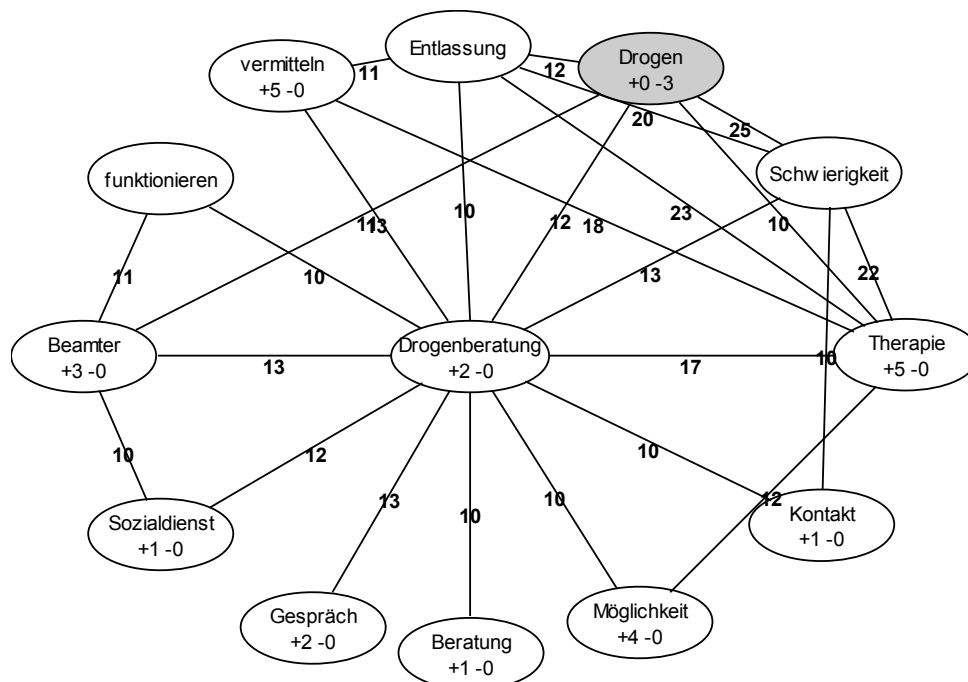 Entlassung
vermitteln
+5 -0
Drogen
+0 -3
11
12
20
25
Schwierigkeit
funktionieren
11
13
10
12
18
23
10
11
10
13
22
Beamter
+3 -0
13
Drogenberatung
+2 -0
17
10
Therapie
+5 -0
10
12
10
13
10
10
12
Sozialdienst
+1 -0
Kontakt
+1 -0
Gespräch
+2 -0
Beratung
+1 -0
Möglichkeit
+4 -0